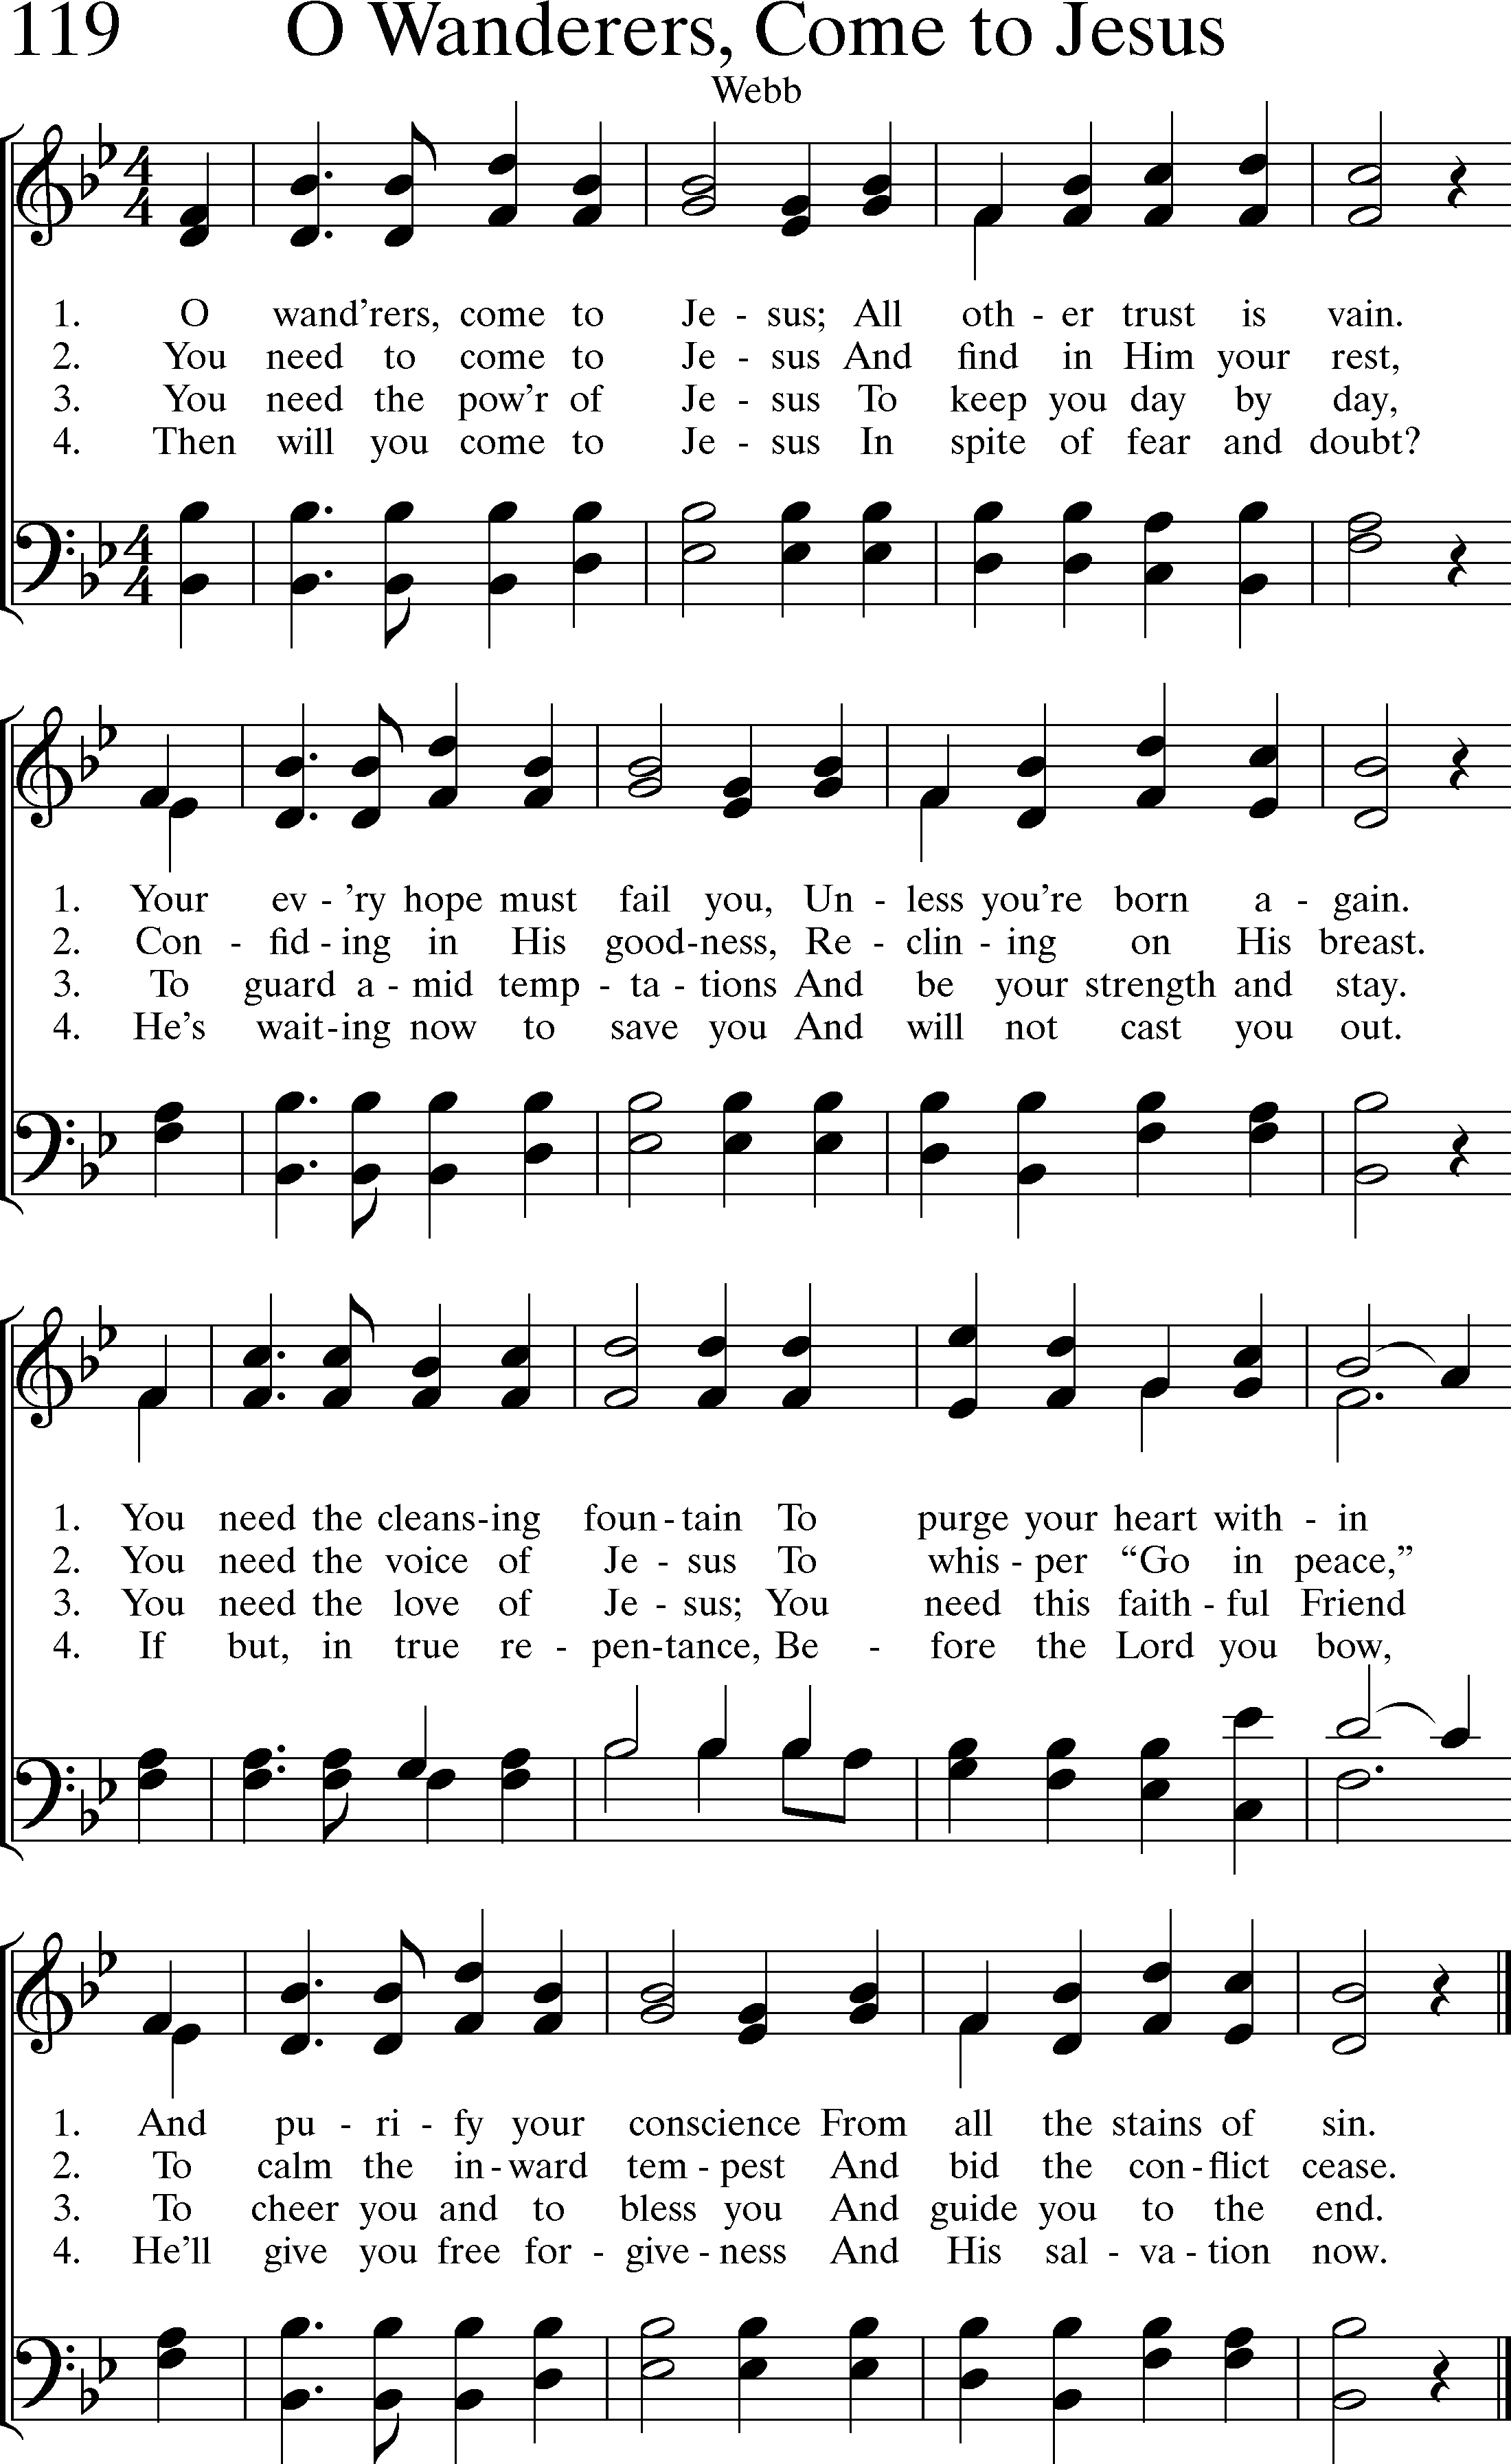 119 O Wanderers, Come to Jesus
Webb
1. O wand’rers, come to Je - sus; All oth - er trust is vain.
2. You need to come to Je - sus And find in Him your rest,
3. You need the pow’r of Je - sus To keep you day by day,
4. Then will you come to Je - sus In spite of fear and doubt?
1. Your ev - ’ry hope must fail you, Un - less you’re born a - gain.
2. Con - fid - ing in His good - ness, Re - clin - ing on His breast.
3. To guard a - mid temp - ta - tions And be your strength and stay.
4. He’s wait - ing now to save you And will not cast you out.
1. You need the cleans - ing foun - tain To purge your heart with - in
2. You need the voice of Je - sus To whis - per “Go in peace,”
3. You need the love of Je - sus; You need this faith - ful Friend
4. If but, in true re - pen - tance, Be - fore the Lord you bow,
1. And pu - ri - fy your conscience From all the stains of sin.
2. To calm the in - ward tem - pest And bid the con - flict cease.
3. To cheer you and to bless you And guide you to the end.
4. He’ll give you free for - give - ness And His sal - va - tion now.